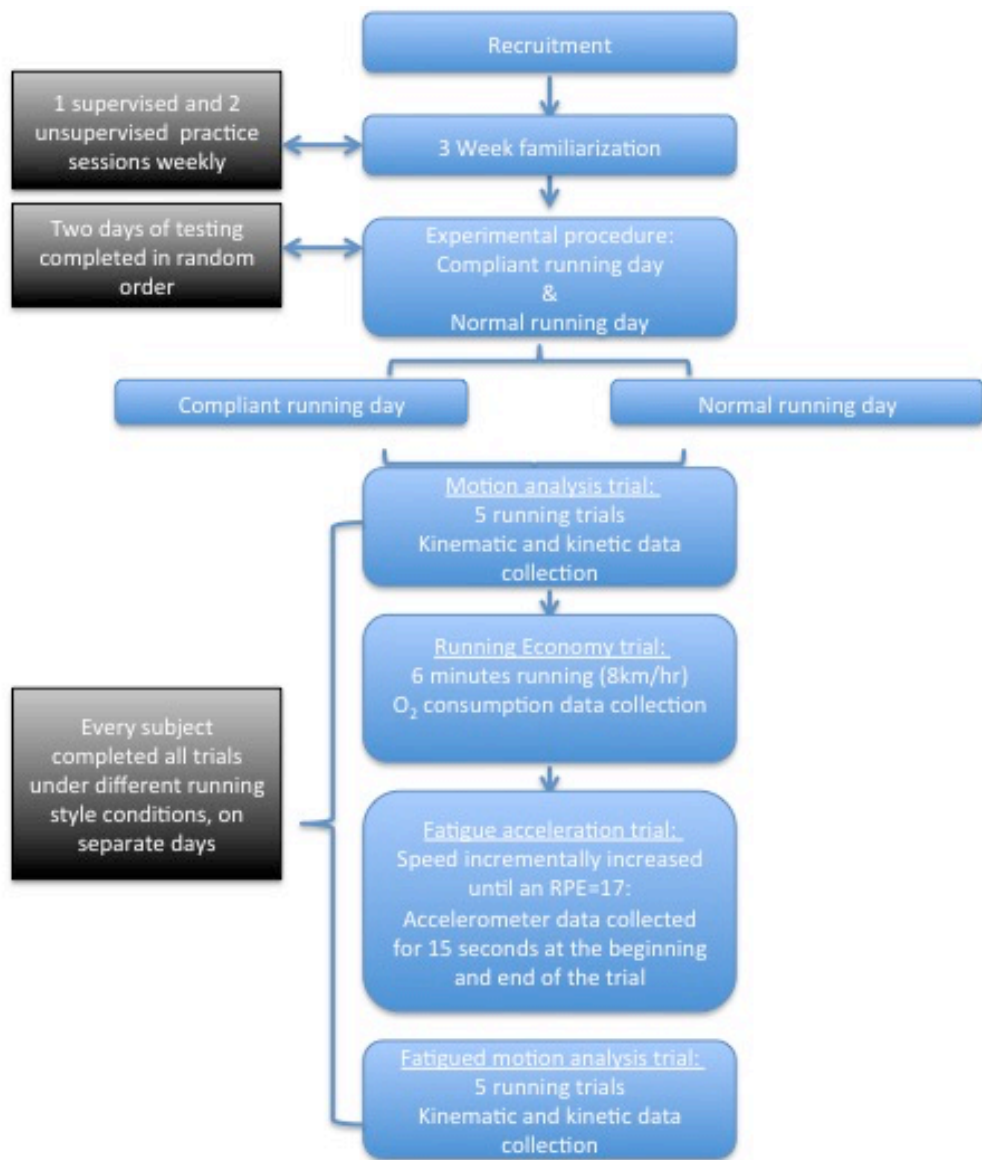 Recruitment
1 supervised and 2
unsupervised practice
sessions weekly
3 Week familiarization
Two days of testing
completed in random
order
Experimental procedure:
Compliant running day
&
Normal running day
Compliant running day
Normal running day
Motion analysis trial:
5 running trials
Kinematic and kinetic data
collection
Running Economy trial:
6 minutes running (8km/hr)
O₂ consumption data collection
Every subject
completed all trials
under different running
style conditions, on
separate days
Fatigue acceleration trial:
Speed incrementally increased
until an RPE=17:
Accelerometer data collected
for 15 seconds at the beginning
and end of the trial
Fatigued motion analysis trial:
5 running trials
Kinematic and kinetic data
collection